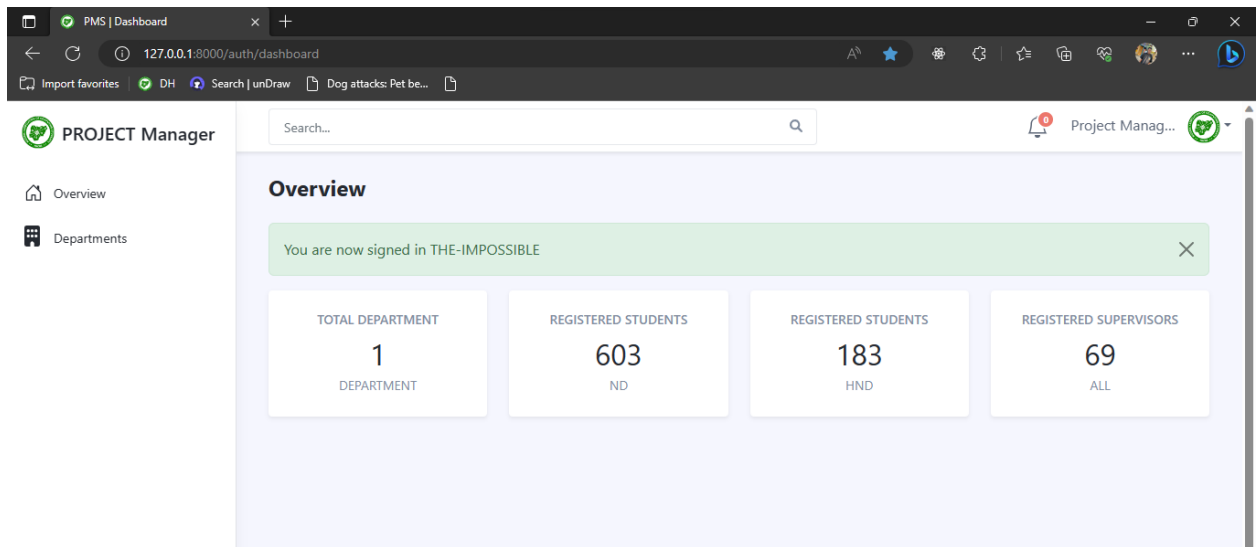 PMS | Dashboard
127.0.0.1:8000/auth/dashboard
Import favorites DH Search | unDraw Dog attacks: Pet be...
PROJECT Manager
Search...
0
Project Manag...
Overview
Departments
Overview
You are now signed in THE-IMPOSSIBLE
TOTAL DEPARTMENT
1
DEPARTMENT
REGISTERED STUDENTS
603
ND
REGISTERED STUDENTS
183
HND
REGISTERED SUPERVISORS
69
ALL